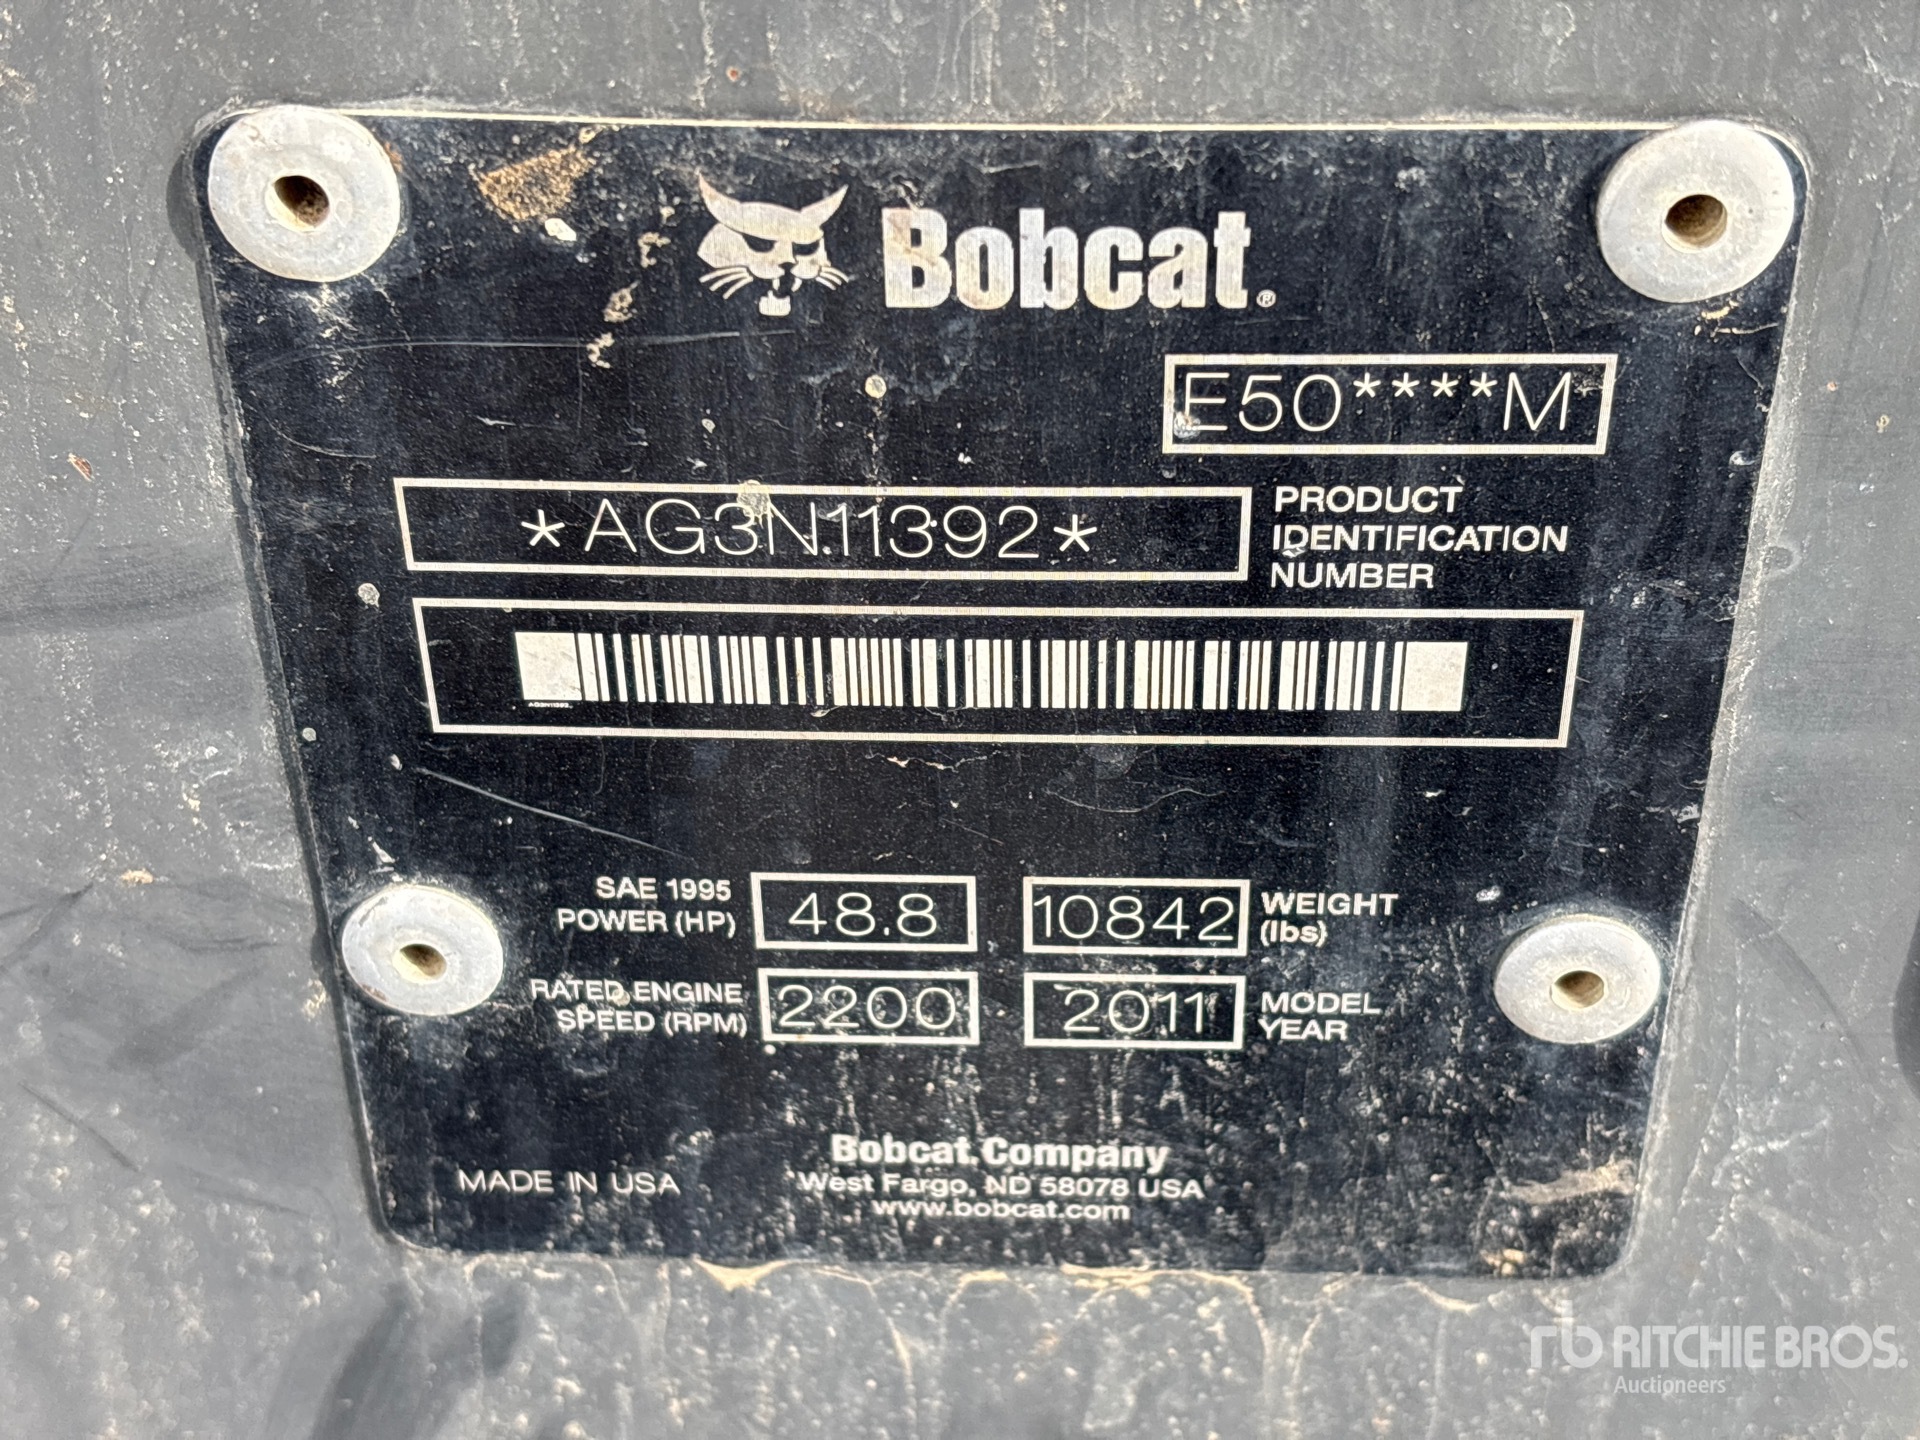 Bobcat®
E50****M
*AG3N11392*
PRODUCT
IDENTIFICATION
NUMBER
AG3N11392
SAE 1995
POWER (HP)
48.8
10842
WEIGHT
(lbs)
RATED ENGINE
SPEED (RPM)
2200
2011
MODEL
YEAR
MADE IN USA
Bobcat Company
West Fargo, ND 58078 USA
www.bobcat.com
rb RITCHIE BROS.
Auctioneers